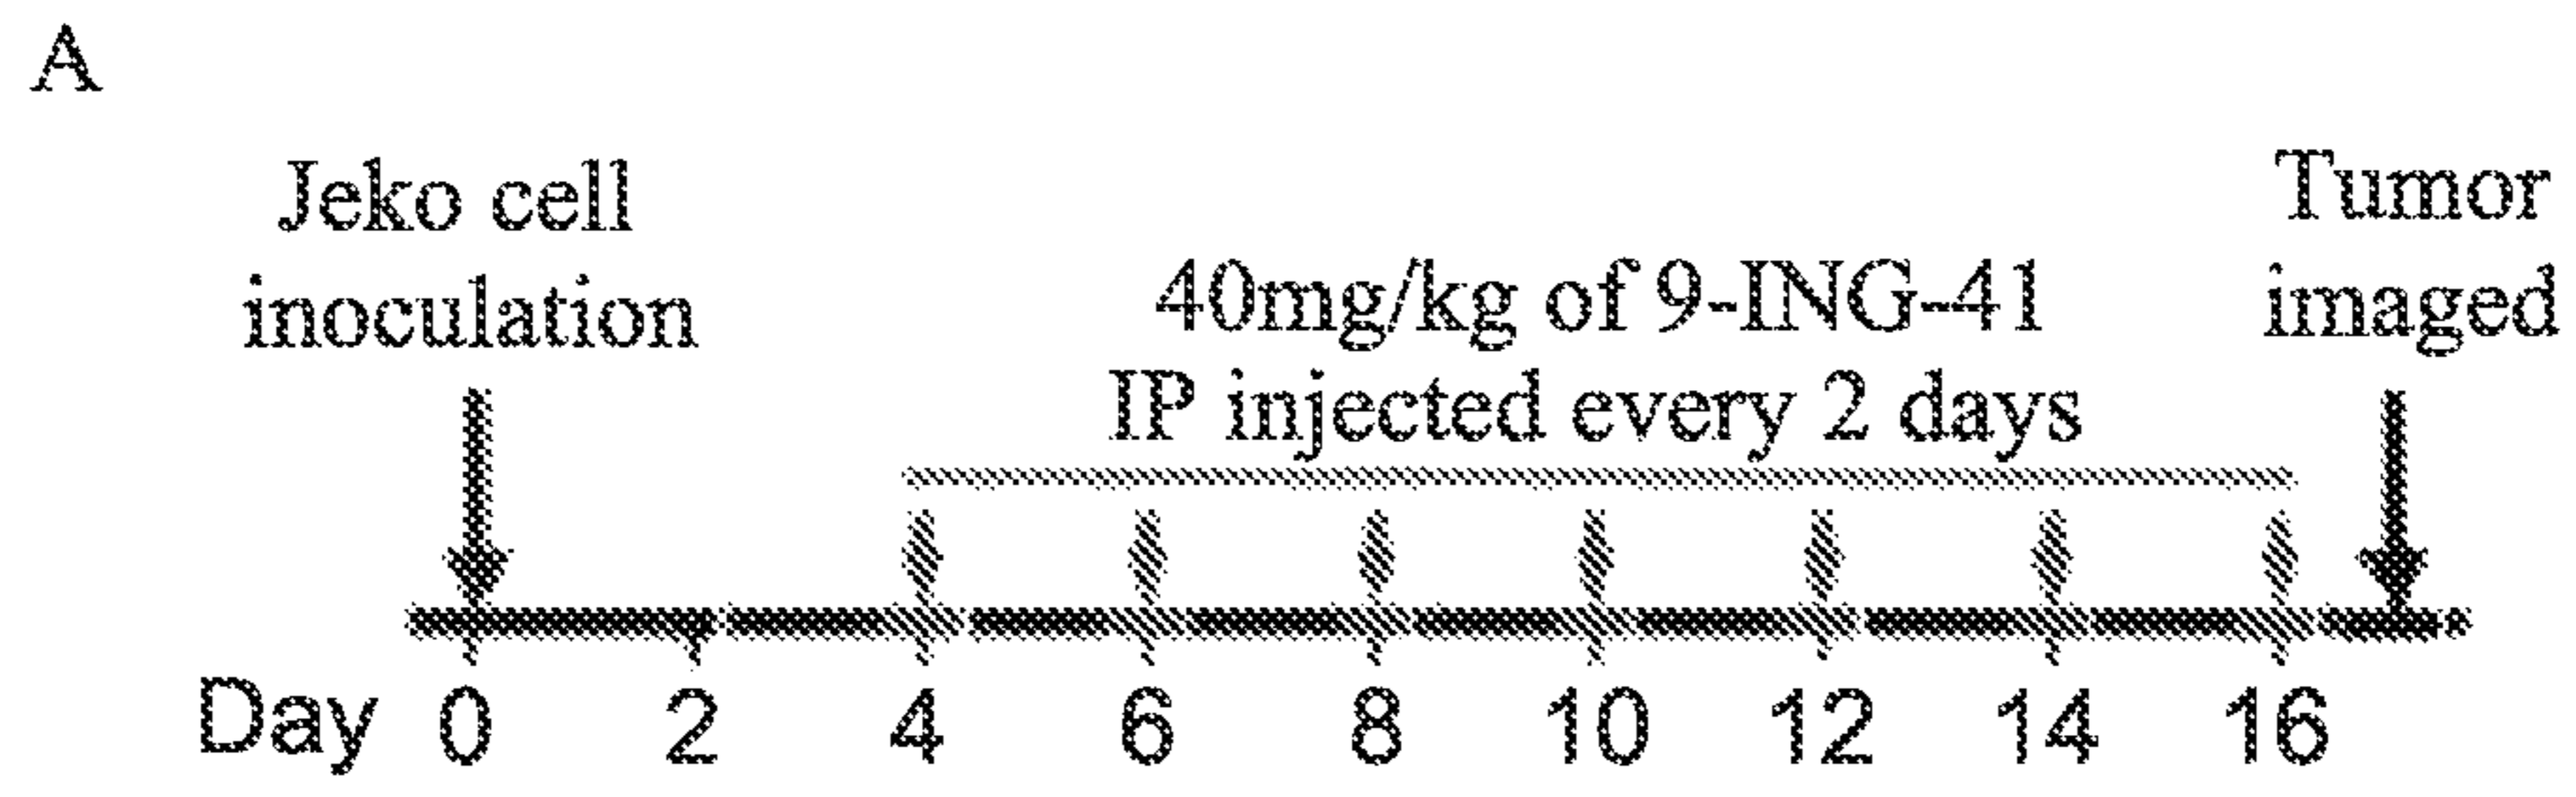 A
Jeko cell
inoculation
40mg/kg of 9-ING-41
IP injected every 2 days
Tumor
imaged
Day 0 2 4 6 8 10 12 14 16